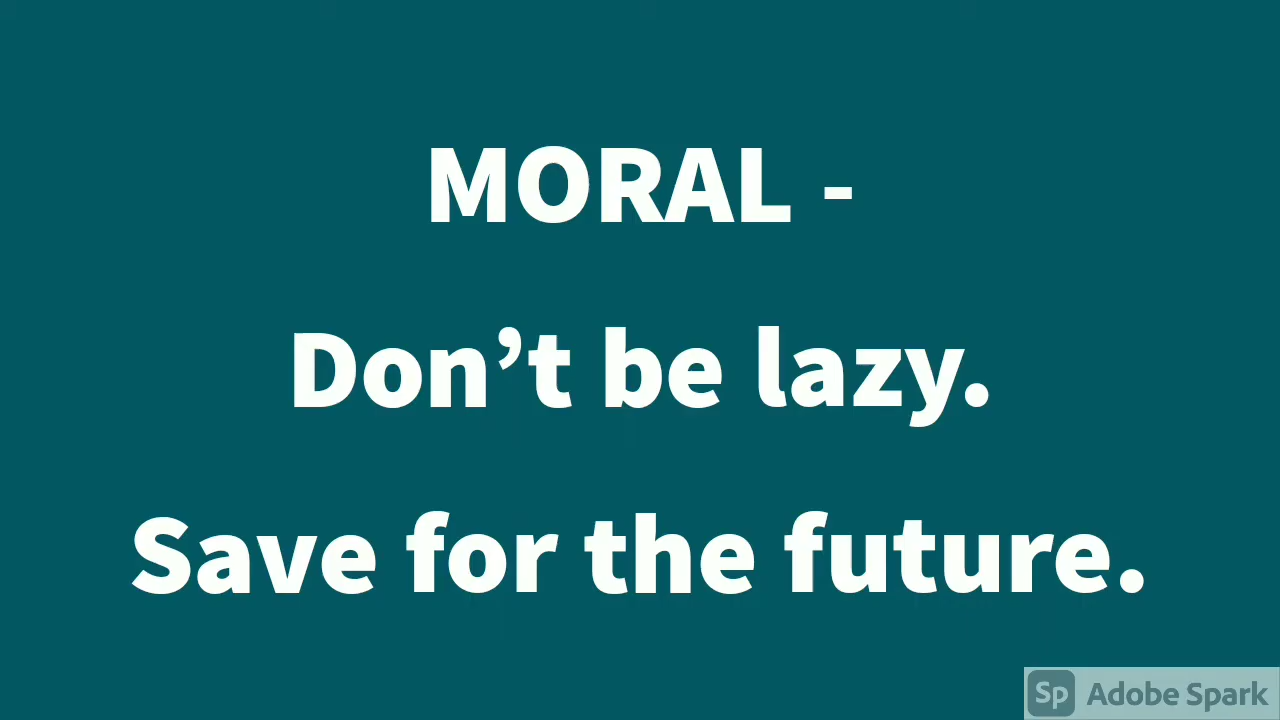 MORAL -
Don’t be lazy.
Save for the future.
Sp Adobe Spark